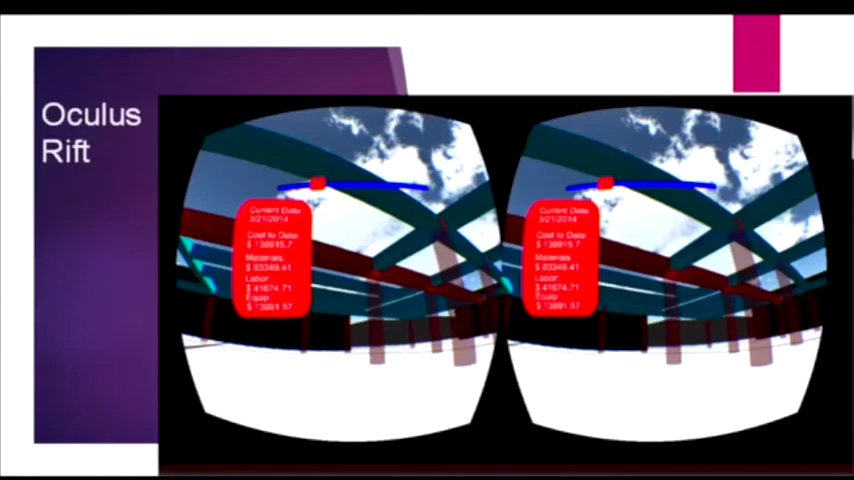 Oculus
Rift
Current Date:
3/21/2014
Cost to Date:
$ 138915.7
Materials:
$ 83349.41
Labor:
$ 41674.71
Equip
$ 13891.57
Current Date:
3/21/2014
Cost to Date:
$ 138915.7
Materials:
$ 83349.41
Labor:
$ 41674.71
Equip
$ 13891.57